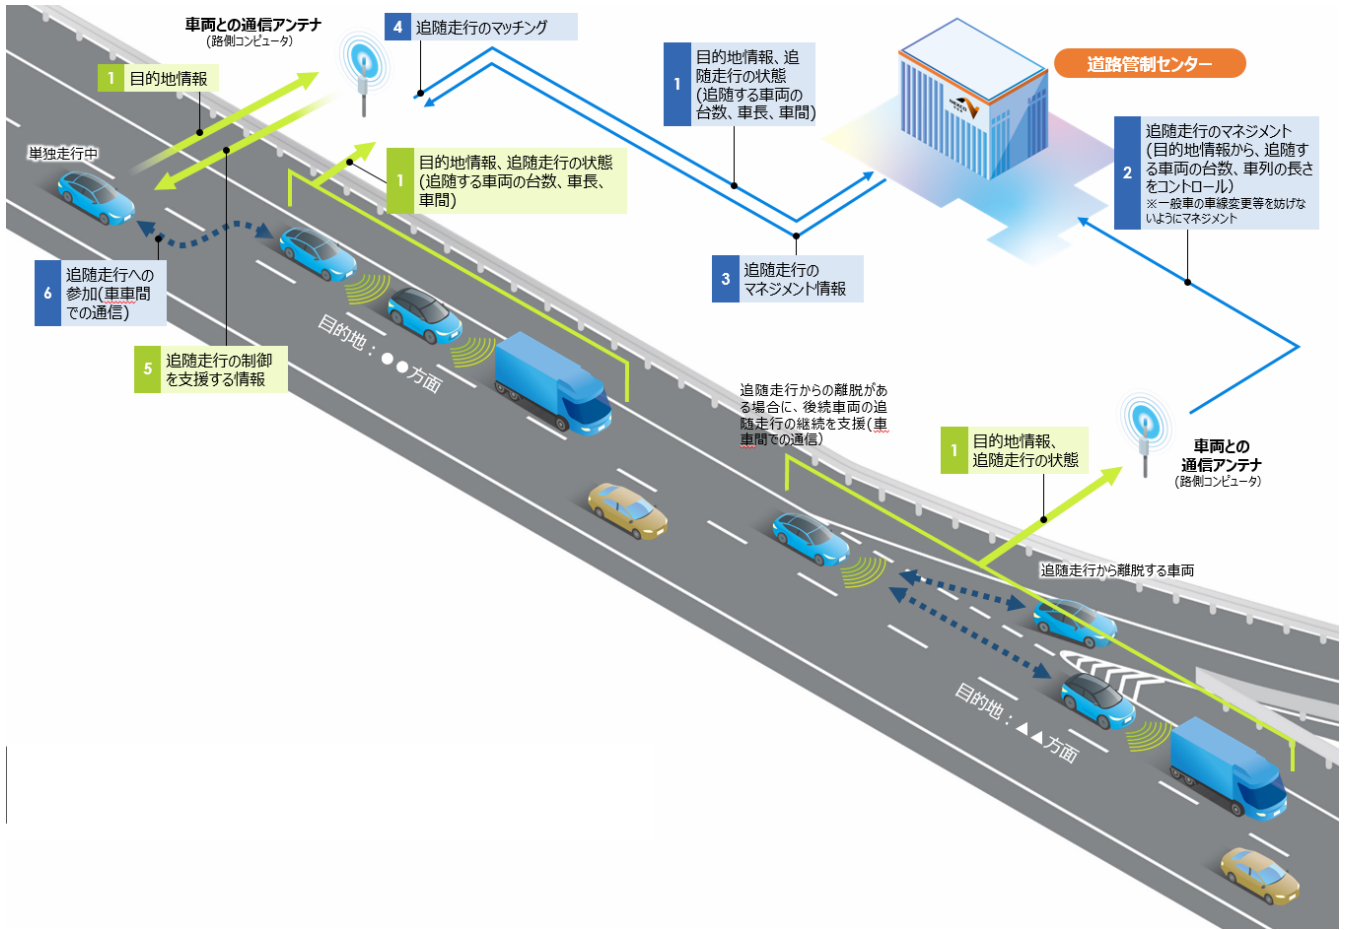 車両との通信アンテナ
(路側コンピュータ)
4
追随走行のマッチング
1
目的地情報
1
目的地情報、追
随走行の状態
(追随する車両の
台数、車長、車間)
道路管制センター
2
追随走行のマネジメント
(目的地情報から、追随す
る車両の台数、車列の長さ
をコントロール)
※一般車の車線変更等を妨げな
いようにマネジメント
単独走行中
1
目的地情報、追随走行の状態
(追随する車両の台数、車長、
車間)
6
追随走行への
参加(車車間
での通信)
3
追随走行の
マネジメント情報
5
追随走行の制御
を支援する情報
目的地：●●方面
追随走行からの離脱があ
る場合に、後続車両の追
随走行の継続を支援(車
車間での通信)
1
目的地情報、
追随走行の状態
車両との
通信アンテナ
(路側コンピュータ)
追随走行から離脱する車両
目的地：▲▲方面